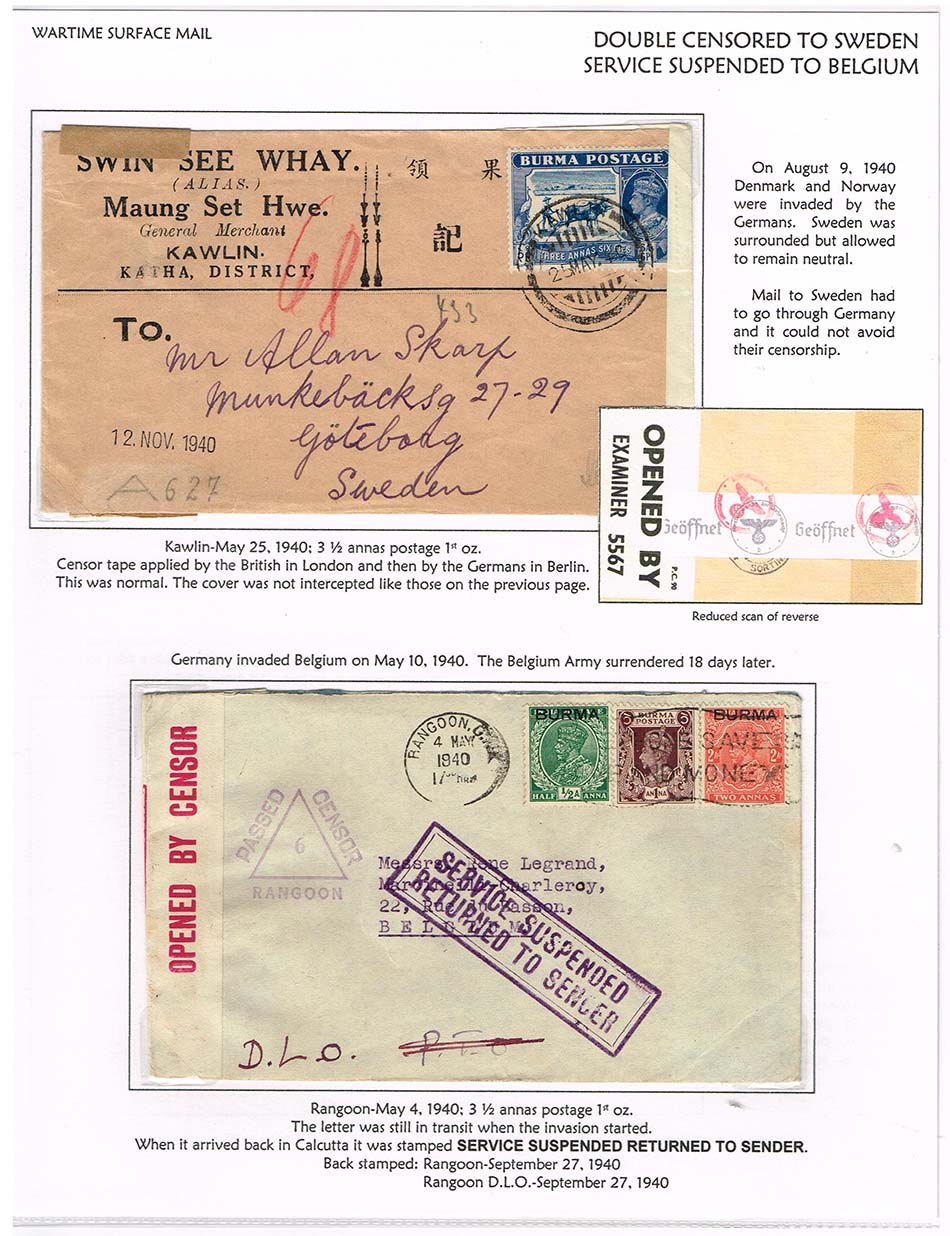 WARTIME SURFACE MAIL
DOUBLE CENSORED TO SWEDEN
SERVICE SUSPENDED TO BELGIUM
SWIN SEE WHAY.
(ALIAS.)
Maung Set Hwe.
General Merchant
KAWLIN.
KATHA, DISTRICT,
領 果
記
BURMA POSTAGE
THREE ANNAS SIX PIES
25 MAY
To.
493
Mr Allan Skarp
Munkebäcksg 27-29
Göteborg
Sweden
12. NOV. 1940
A 627
On August 9, 1940
Denmark and Norway
were invaded by the
Germans. Sweden was
surrounded but allowed
to remain neutral.
Mail to Sweden had
to go through Germany
and it could not avoid
their censorship.
OPENED BY
EXAMINER 5567
P.C. 90
Geöffnet
Geöffnet
Kawlin-May 25, 1940; 3 ½ annas postage 1st oz.
Censor tape applied by the British in London and then by the Germans in Berlin.
This was normal. The cover was not intercepted like those on the previous page.
Reduced scan of reverse
Germany invaded Belgium on May 10, 1940. The Belgium Army surrendered 18 days later.
OPENED BY CENSOR
RANGOON, G.
4 MAY
1940
BURMA
HALF ½A ANNA
BURMA
POSTAGE
1 ANNA
BURMA
2As
TWO ANNAS
SAVE
MONEY
PASSED CENSOR
6
RANGOON
Messrs. Rene Legrand,
Charleroy,
22, Rue
BELGIUM
SERVICE SUSPENDED
RETURNED TO SENDER
D.L.O.
P.T.O
Rangoon-May 4, 1940; 3 ½ annas postage 1st oz.
The letter was still in transit when the invasion started.
When it arrived back in Calcutta it was stamped SERVICE SUSPENDED RETURNED TO SENDER.
Back stamped: Rangoon-September 27, 1940
Rangoon D.L.O.-September 27, 1940